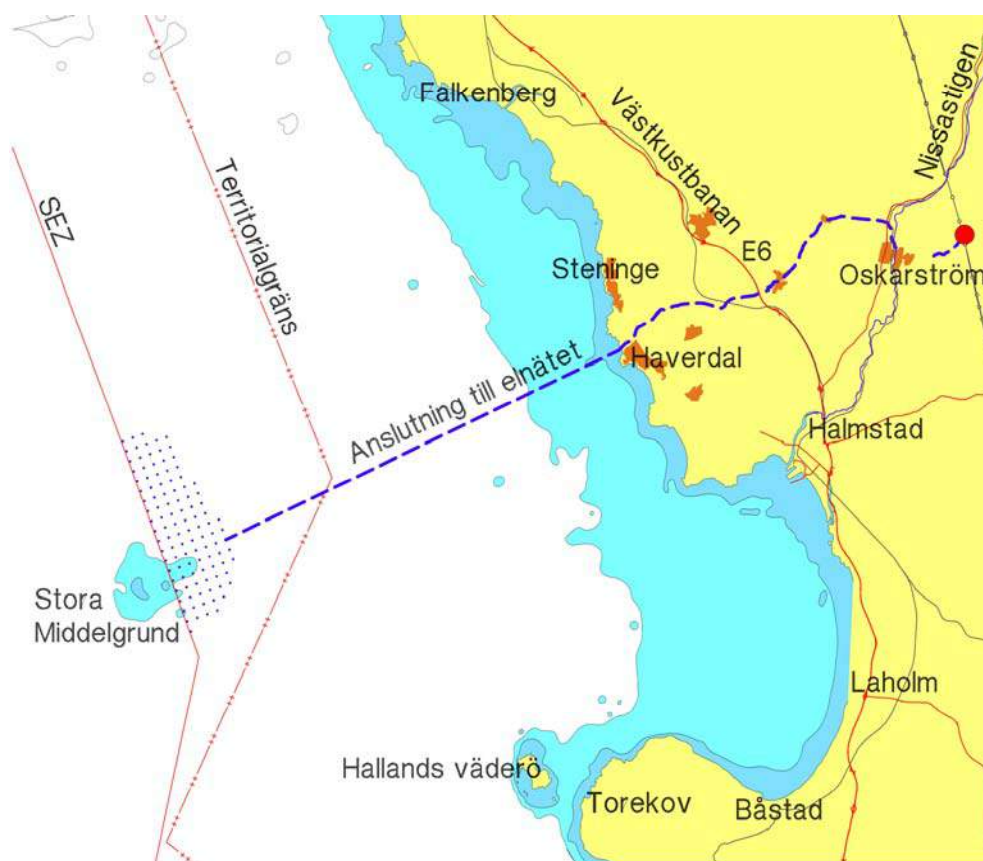 Falkenberg
Västkustbanan
Nissastigen
SEZ
Territorialgräns
Steninge
E6
Oskarström
Anslutning till elnätet
Haverdal
Halmstad
Stora
Middelgrund
Laholm
Hallands väderö
Torekov
Båstad